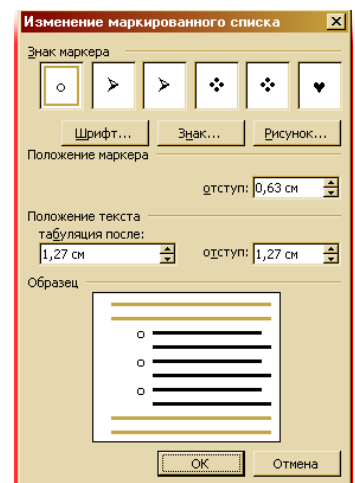 Изменение маркированного списка
Знак маркера
Шрифт... Знак... Рисунок...
Положение маркера
отступ: 0,63 см
Положение текста
табуляция после:
1,27 см отступ: 1,27 см
Образец
ОК Отмена